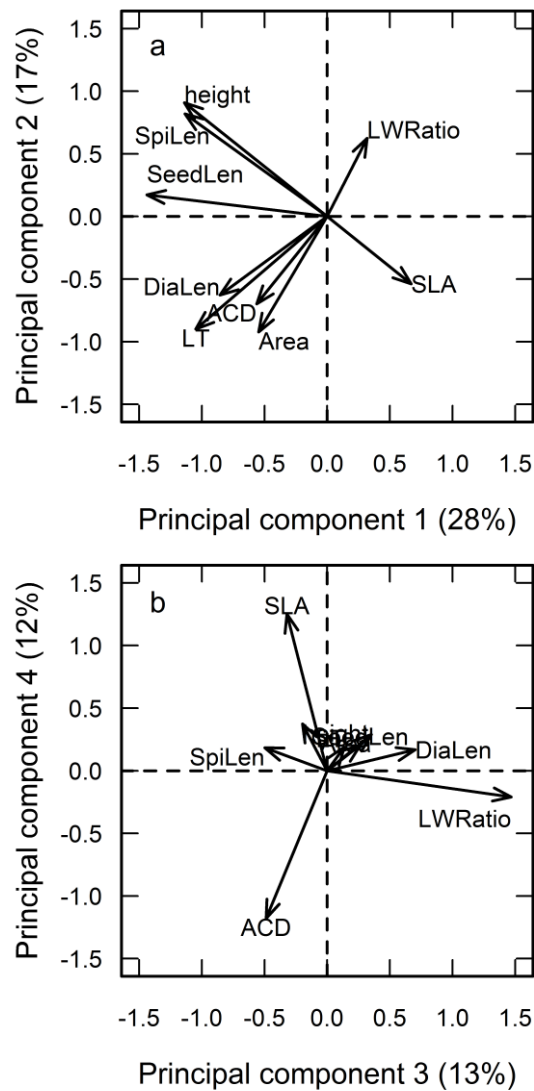 a
Principal component 2 (17%)
1.5
1.0
0.5
0.0
-0.5
-1.0
-1.5
height
SpiLen
LWRatio
SeedLen
DiaLen
ACD
SLA
LT
Area
-1.5 -1.0 -0.5 0.0 0.5 1.0 1.5
Principal component 1 (28%)
b
Principal component 4 (12%)
1.5
1.0
0.5
0.0
-0.5
-1.0
-1.5
SLA
SpiLen
DiaLen
LWRatio
ACD
-1.5 -1.0 -0.5 0.0 0.5 1.0 1.5
Principal component 3 (13%)